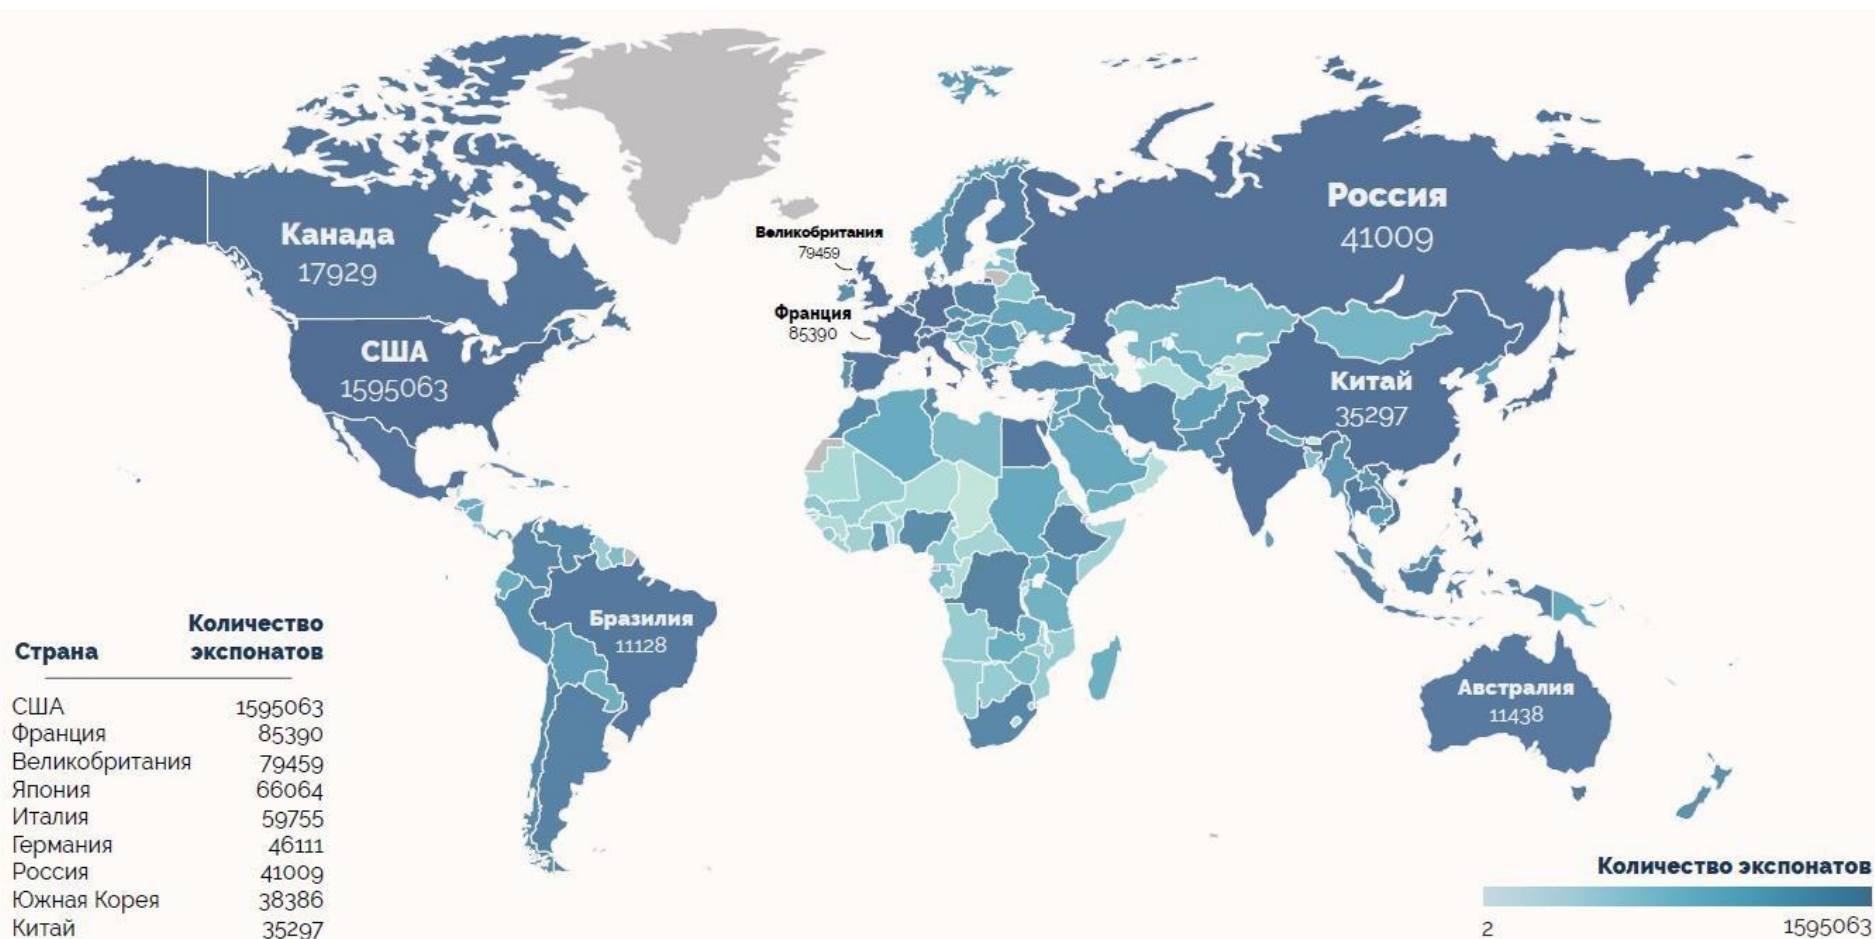 Канада
17929
США
1595063
Великобритания
79459
Франция
85390
Россия
41009
Китай
35297
Бразилия
11128
Австралия
11438
Страна Количество экспонатов
США 1595063
Франция 85390
Великобритания 79459
Япония 66064
Италия 59755
Германия 46111
Россия 41009
Южная Корея 38386
Китай 35297
Количество экспонатов
2 1595063